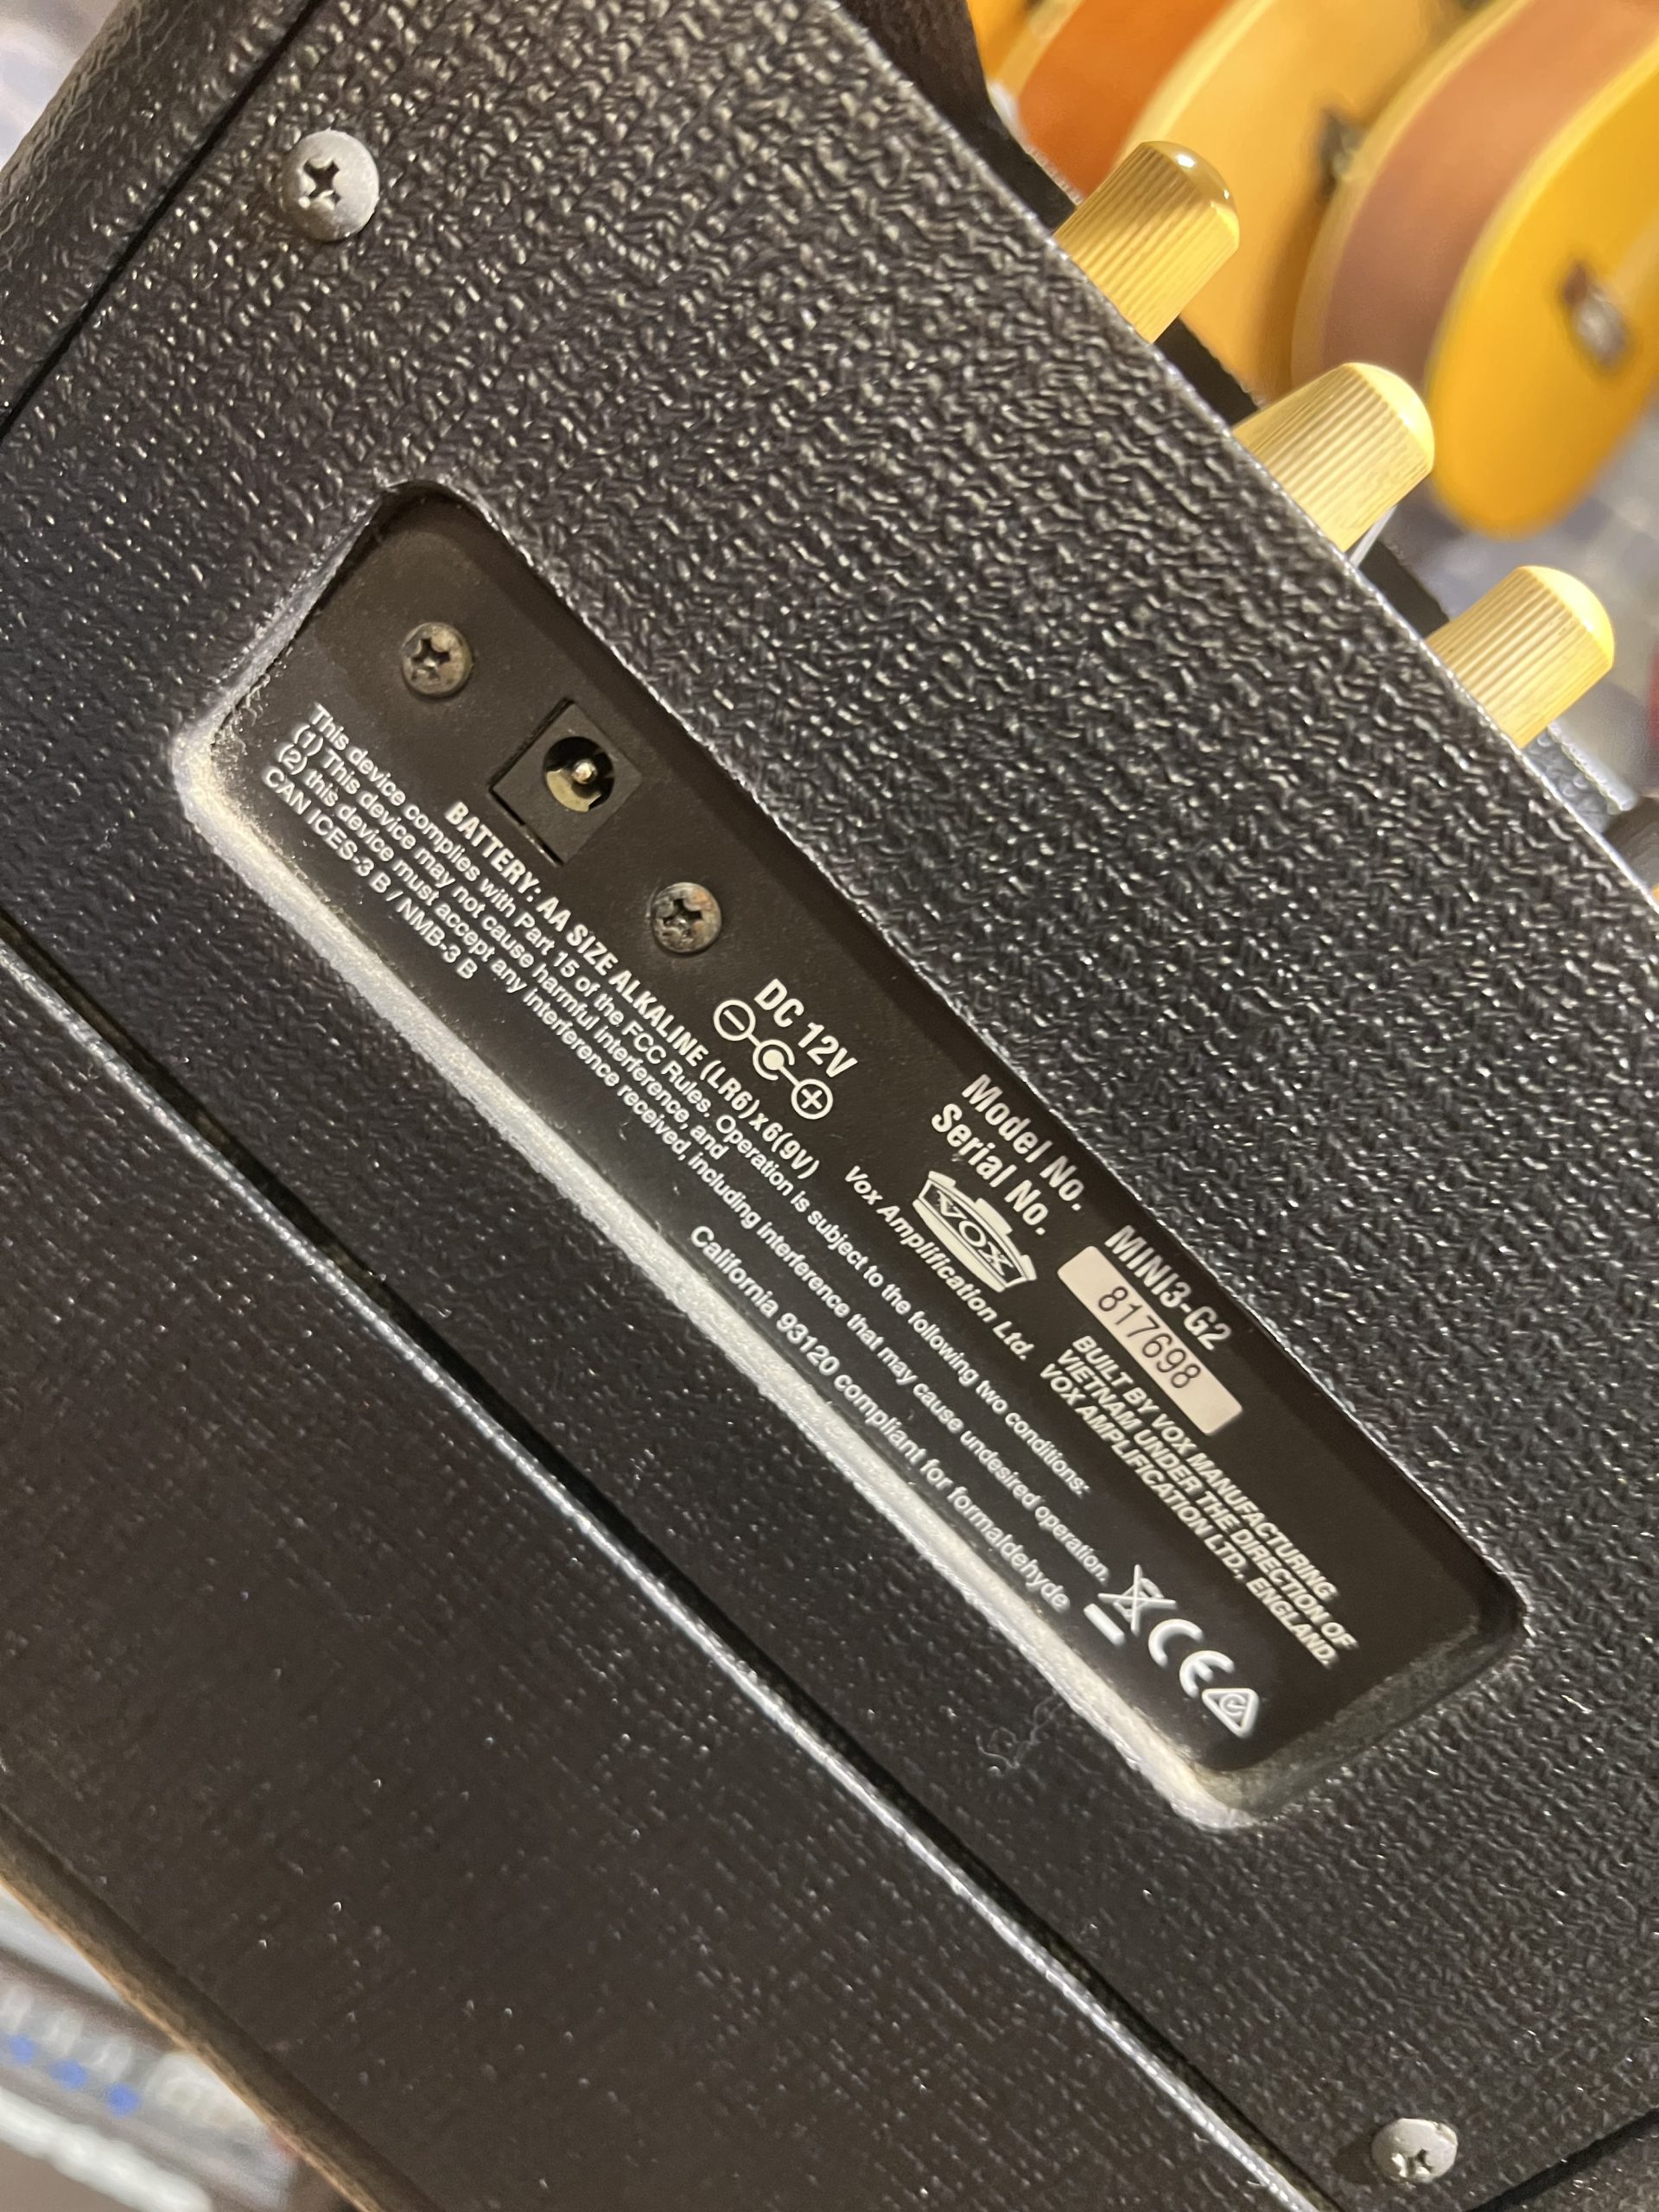 Model No. MINI3-G2
Serial No. 817698
DC 12V
VOX
Vox Amplification Ltd.
BUILT BY VOX MANUFACTURING
VIETNAM UNDER THE DIRECTION OF
VOX AMPLIFICATION LTD., ENGLAND.
BATTERY: AA SIZE ALKALINE (LR6) x 6(9V)
This device complies with Part 15 of the FCC Rules. Operation is subject to the following two conditions:
(1) This device may not cause harmful interference, and
(2) this device must accept any interference received, including interference that may cause undesired operation.
CAN ICES-3 B / NMB-3 B
California 93120 compliant for formaldehyde
CE